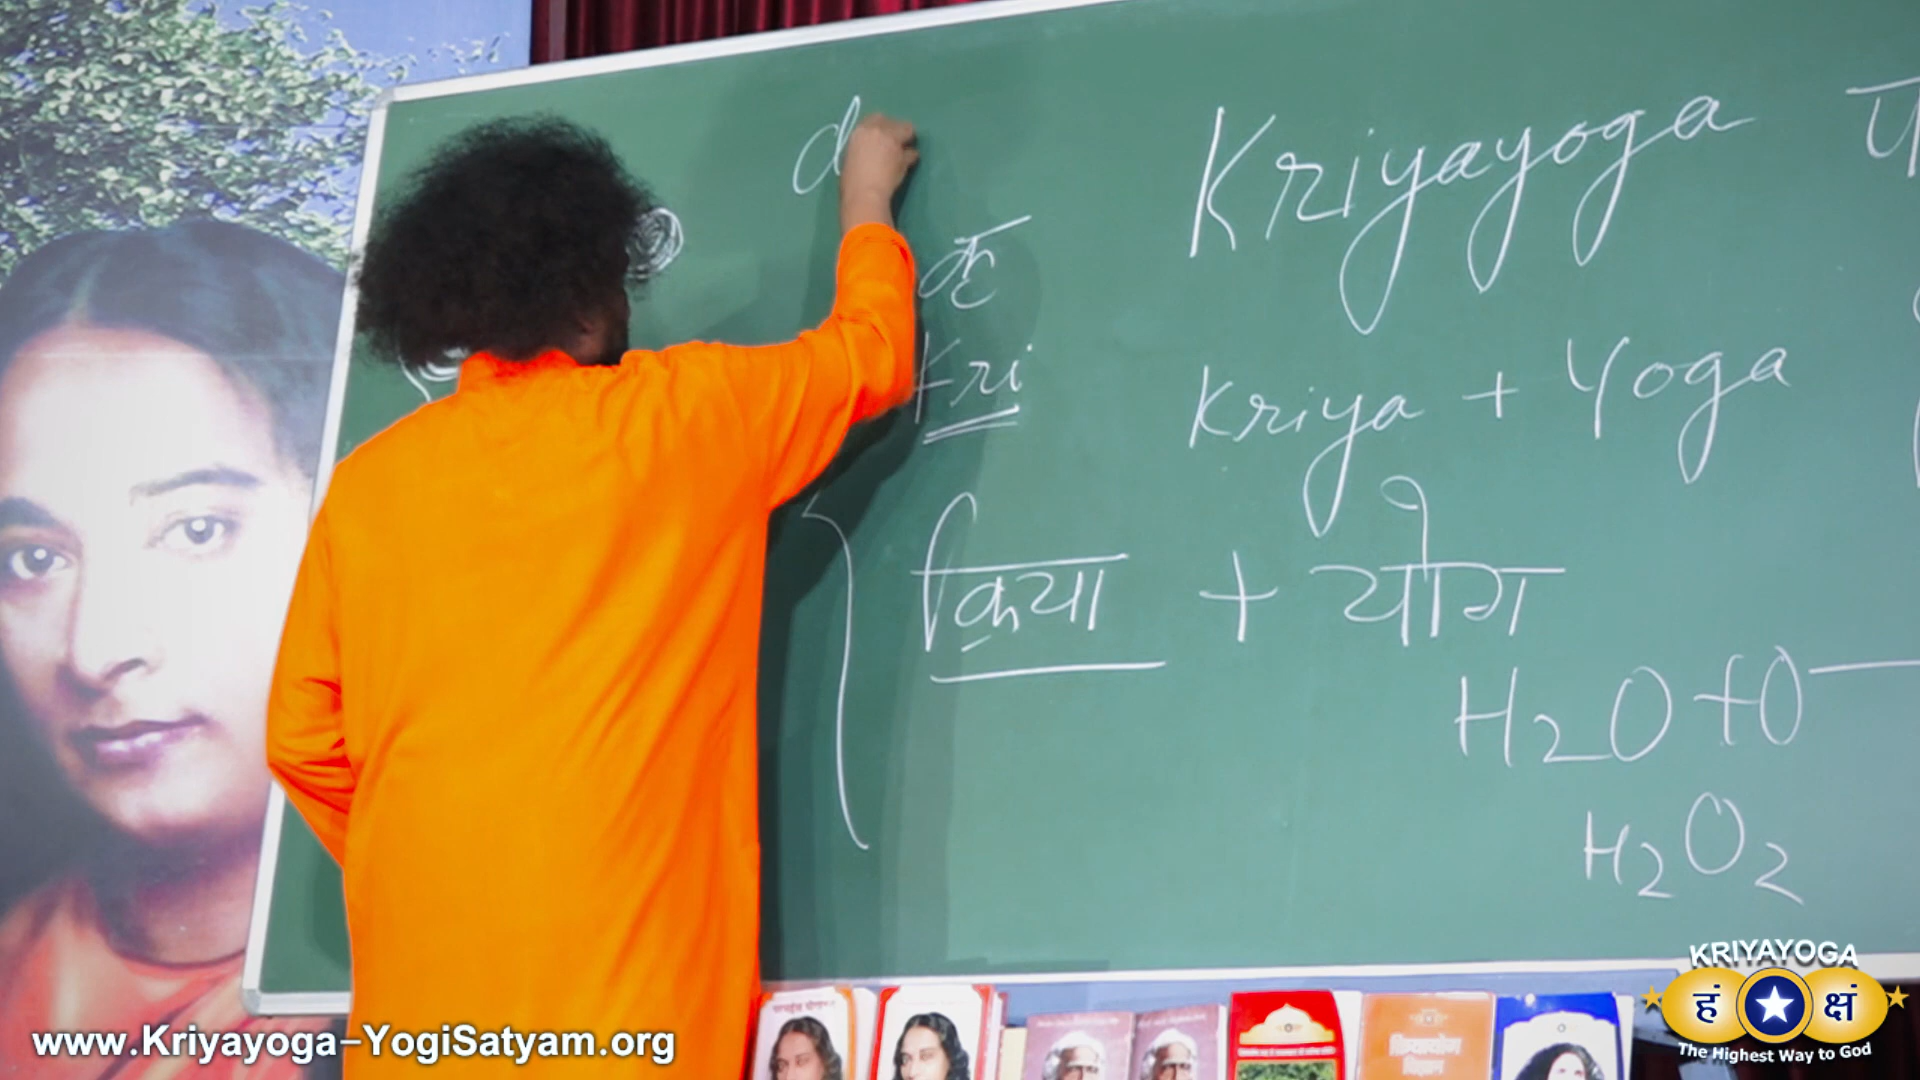 d
Kriyayoga प
कृ
Kri
Kriya + Yoga
क्रिया + योग
H₂O + O —
H₂O₂
KRIYAYOGA
हं क्षं
The Highest Way to God
www.Kriyayoga-YogiSatyam.org